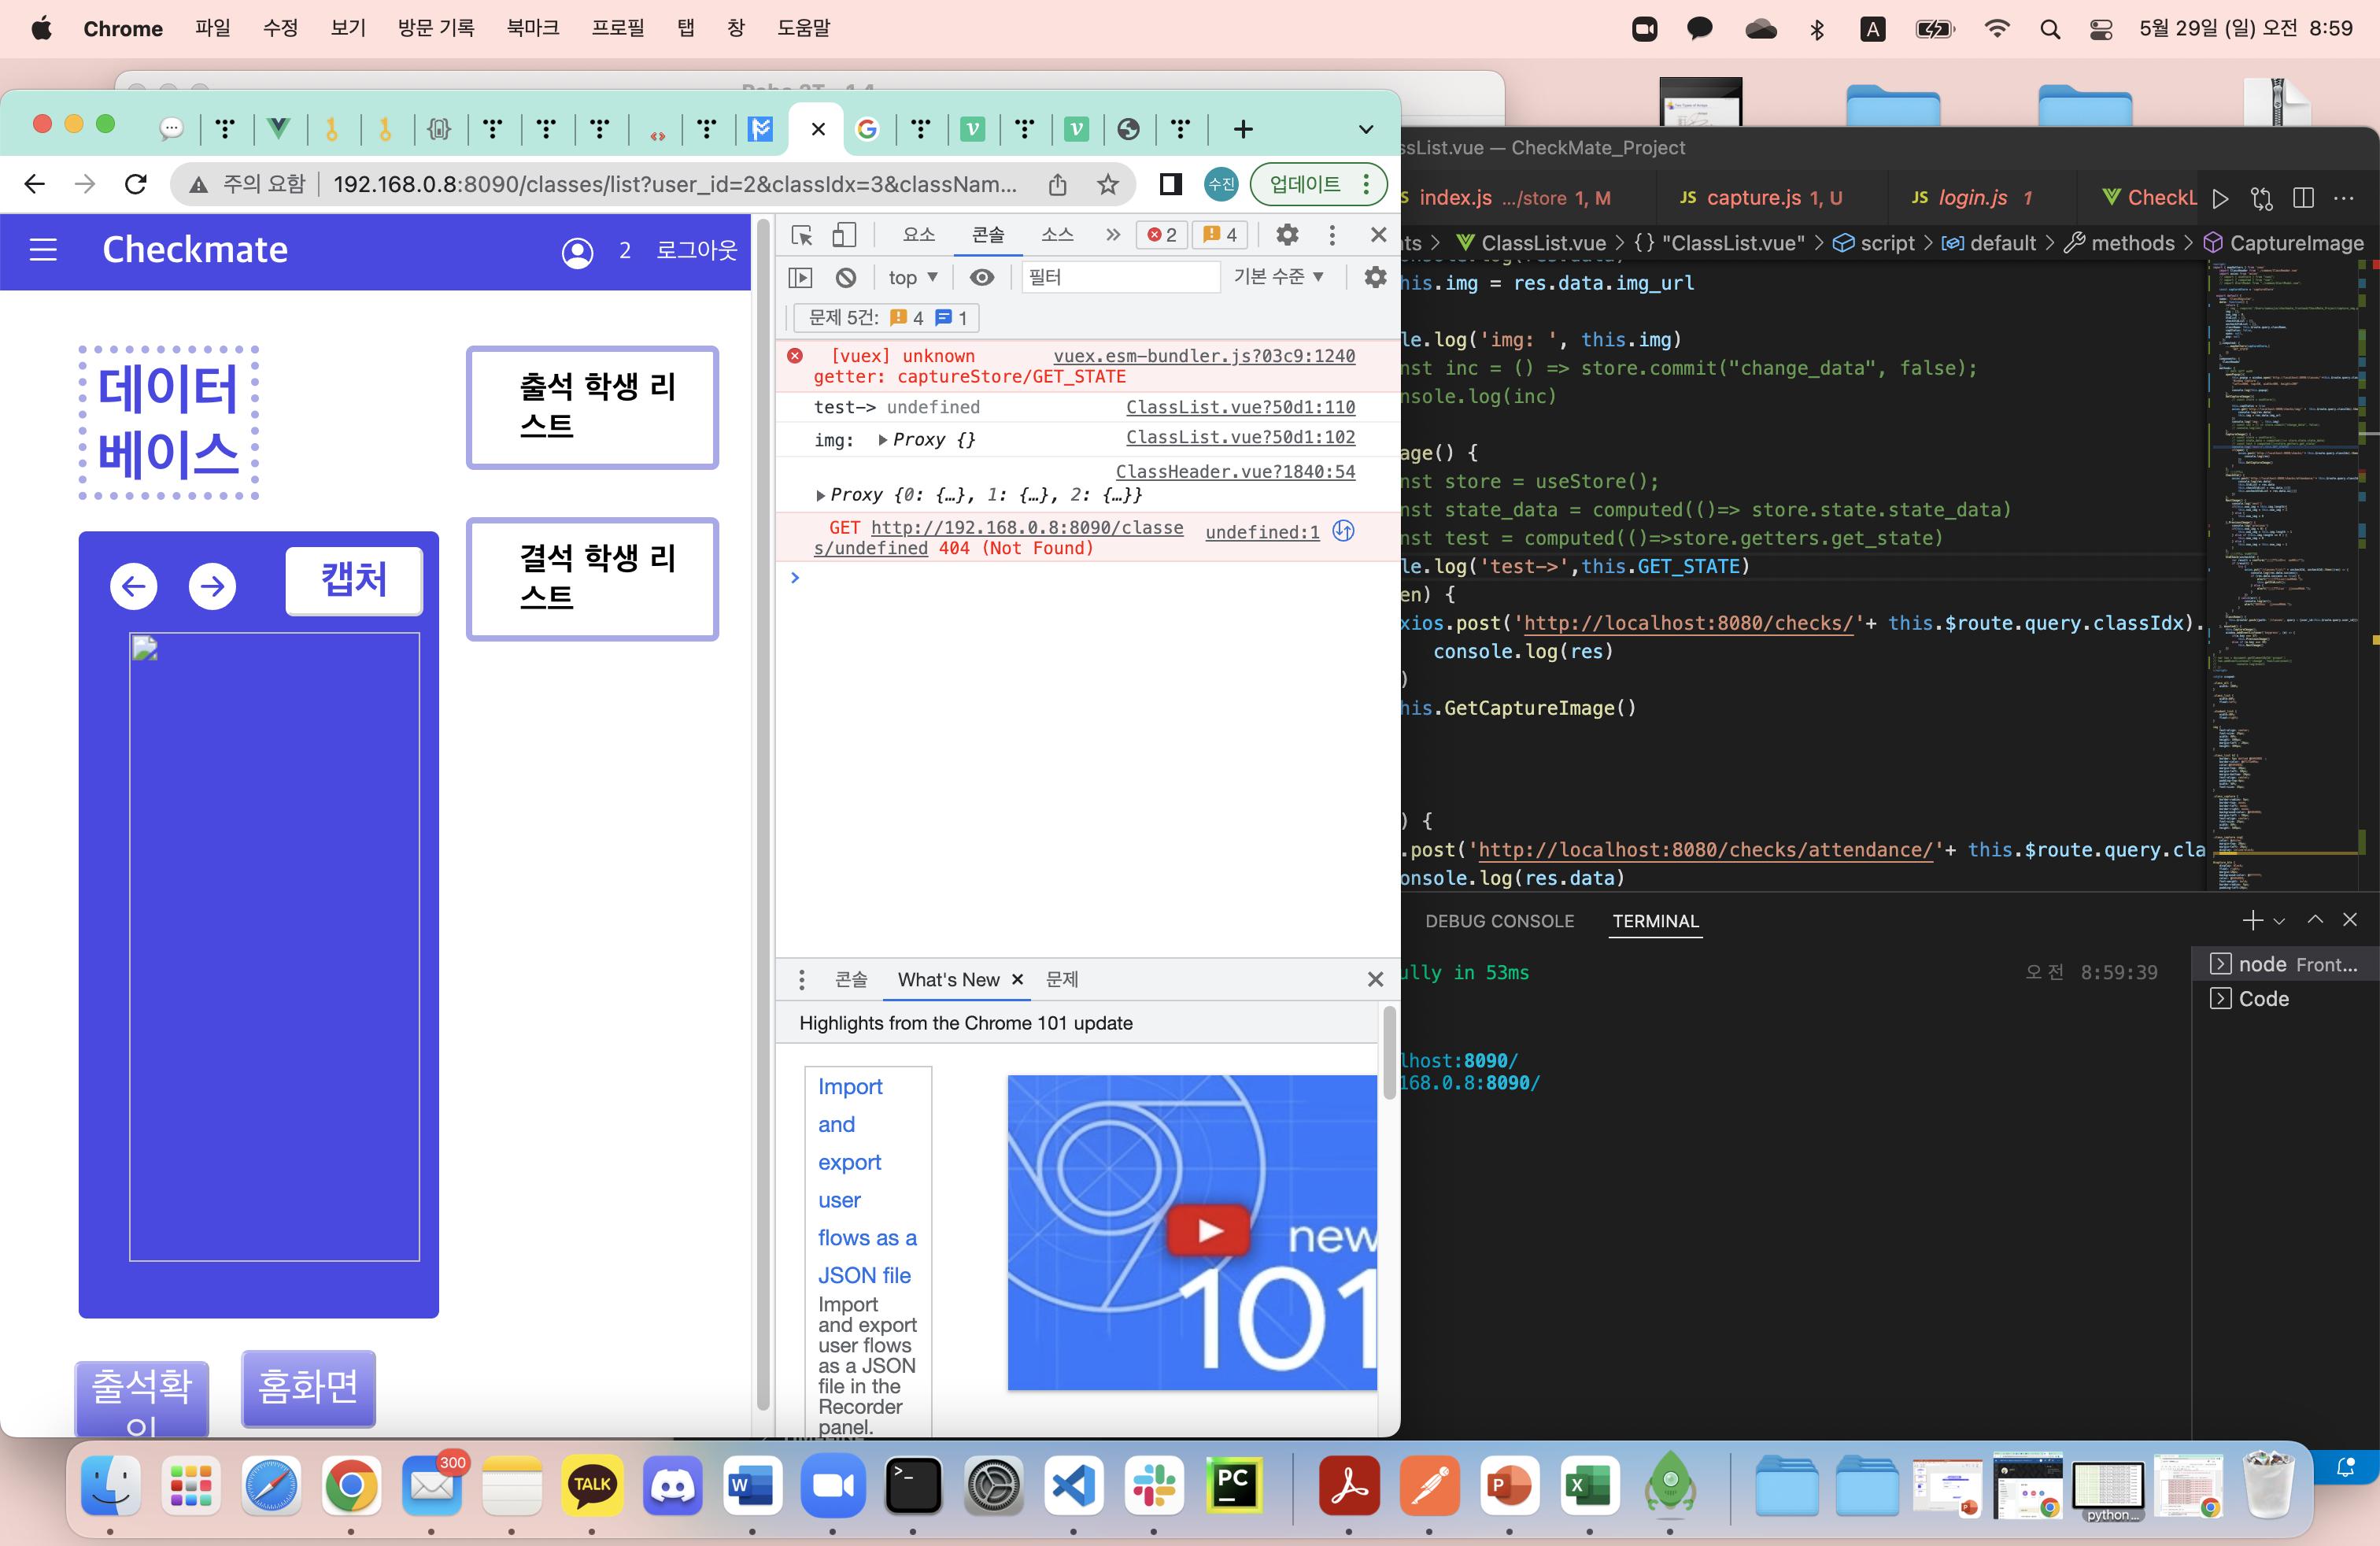 Chrome 파일 수정 보기 방문 기록 북마크 프로필 탭 창 도움말
A 5월 29일 (일) 오전 8:59
주의 요함 192.168.0.8:8090/classes/list?user_id=2&classIdx=3&classNam...
수진 업데이트
Checkmate 2 로그아웃
데이터
베이스
캡처
출석 학생 리
스트
결석 학생 리
스트
출석확
인
홈화면
요소 콘솔 소스 2 4
top 필터 기본 수준
문제 5건: 4 1
[vuex] unknown vuex.esm-bundler.js?03c9:1240
getter: captureStore/GET_STATE
test-> undefined ClassList.vue?50d1:110
img: Proxy {} ClassList.vue?50d1:102
ClassHeader.vue?1840:54
Proxy {0: {…}, 1: {…}, 2: {…}}
GET http://192.168.0.8:8090/classe undefined:1
s/undefined 404 (Not Found)
콘솔 What's New 문제
Highlights from the Chrome 101 update
Import
and
export
user
flows as a
JSON file
Import
and export
user flows
as a JSON
file in the
Recorder
panel.
new
101
ssList.vue — CheckMate_Project
index.js .../store 1, M JS capture.js 1, U JS login.js 1 CheckL
ts ClassList.vue {} "ClassList.vue" script default methods CaptureImage
his.img = res.data.img_url
le.log('img: ', this.img)
nst inc = () => store.commit("change_data", false);
nsole.log(inc)
age() {
nst store = useStore();
nst state_data = computed(()=> store.state.state_data)
nst test = computed(()=>store.getters.get_state)
le.log('test->',this.GET_STATE)
en) {
xios.post('http://localhost:8080/checks/'+ this.$route.query.classIdx).
console.log(res)
)
his.GetCaptureImage()
) {
.post('http://localhost:8080/checks/attendance/'+ this.$route.query.cla
onsole.log(res.data)
DEBUG CONSOLE TERMINAL
ully in 53ms 오전 8:59:39
lhost:8090/
168.0.8:8090/
node Front...
Code
300
TALK
W
PC
P
X
python...